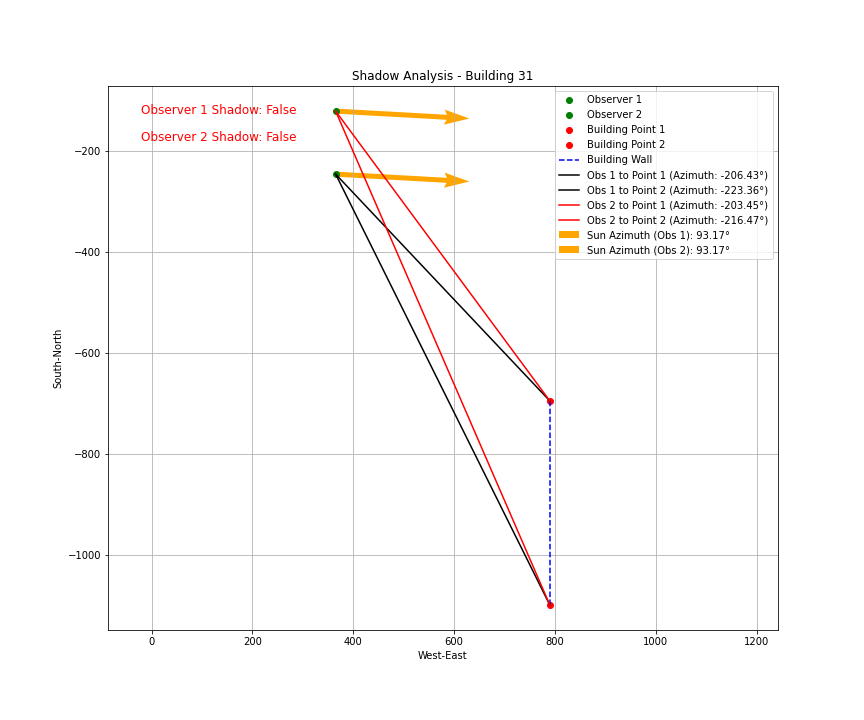 Shadow Analysis - Building 31
Observer 1 Shadow: False
Observer 2 Shadow: False
Observer 1
Observer 2
Building Point 1
Building Point 2
Building Wall
Obs 1 to Point 1 (Azimuth: -206.43°)
Obs 1 to Point 2 (Azimuth: -223.36°)
Obs 2 to Point 1 (Azimuth: -203.45°)
Obs 2 to Point 2 (Azimuth: -216.47°)
Sun Azimuth (Obs 1): 93.17°
Sun Azimuth (Obs 2): 93.17°
South-North
−200
−400
−600
−800
−1000
0
200
400
600
800
1000
1200
West-East